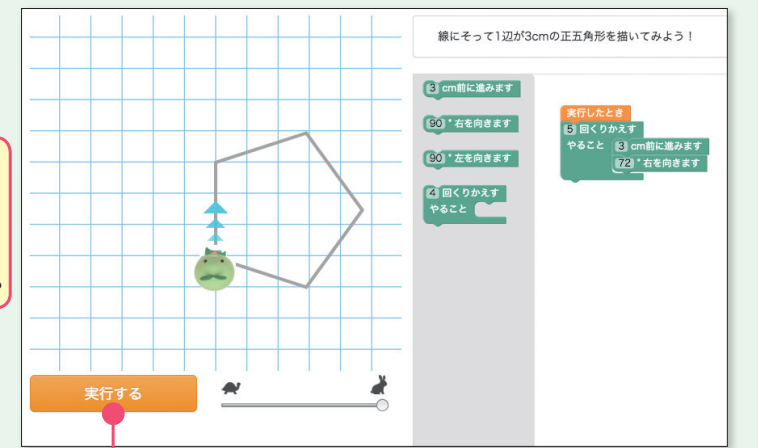 線にそって1辺が3cmの正五角形を描いてみよう！
3 cm前に進みます
90 ° 右を向きます
90 ° 左を向きます
4 回くりかえす
やること
実行したとき
5 回くりかえす
やること 3 cm前に進みます
72 ° 右を向きます
実行する